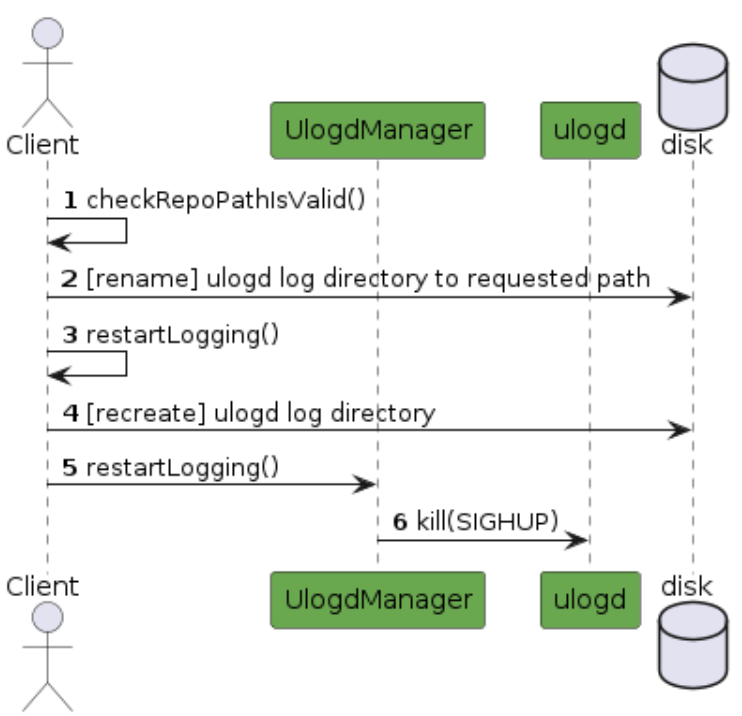 Client
UlogdManager
ulogd
disk
1 checkRepoPathIsValid()
2 [rename] ulogd log directory to requested path
3 restartLogging()
4 [recreate] ulogd log directory
5 restartLogging()
6 kill(SIGHUP)
Client
UlogdManager
ulogd
disk